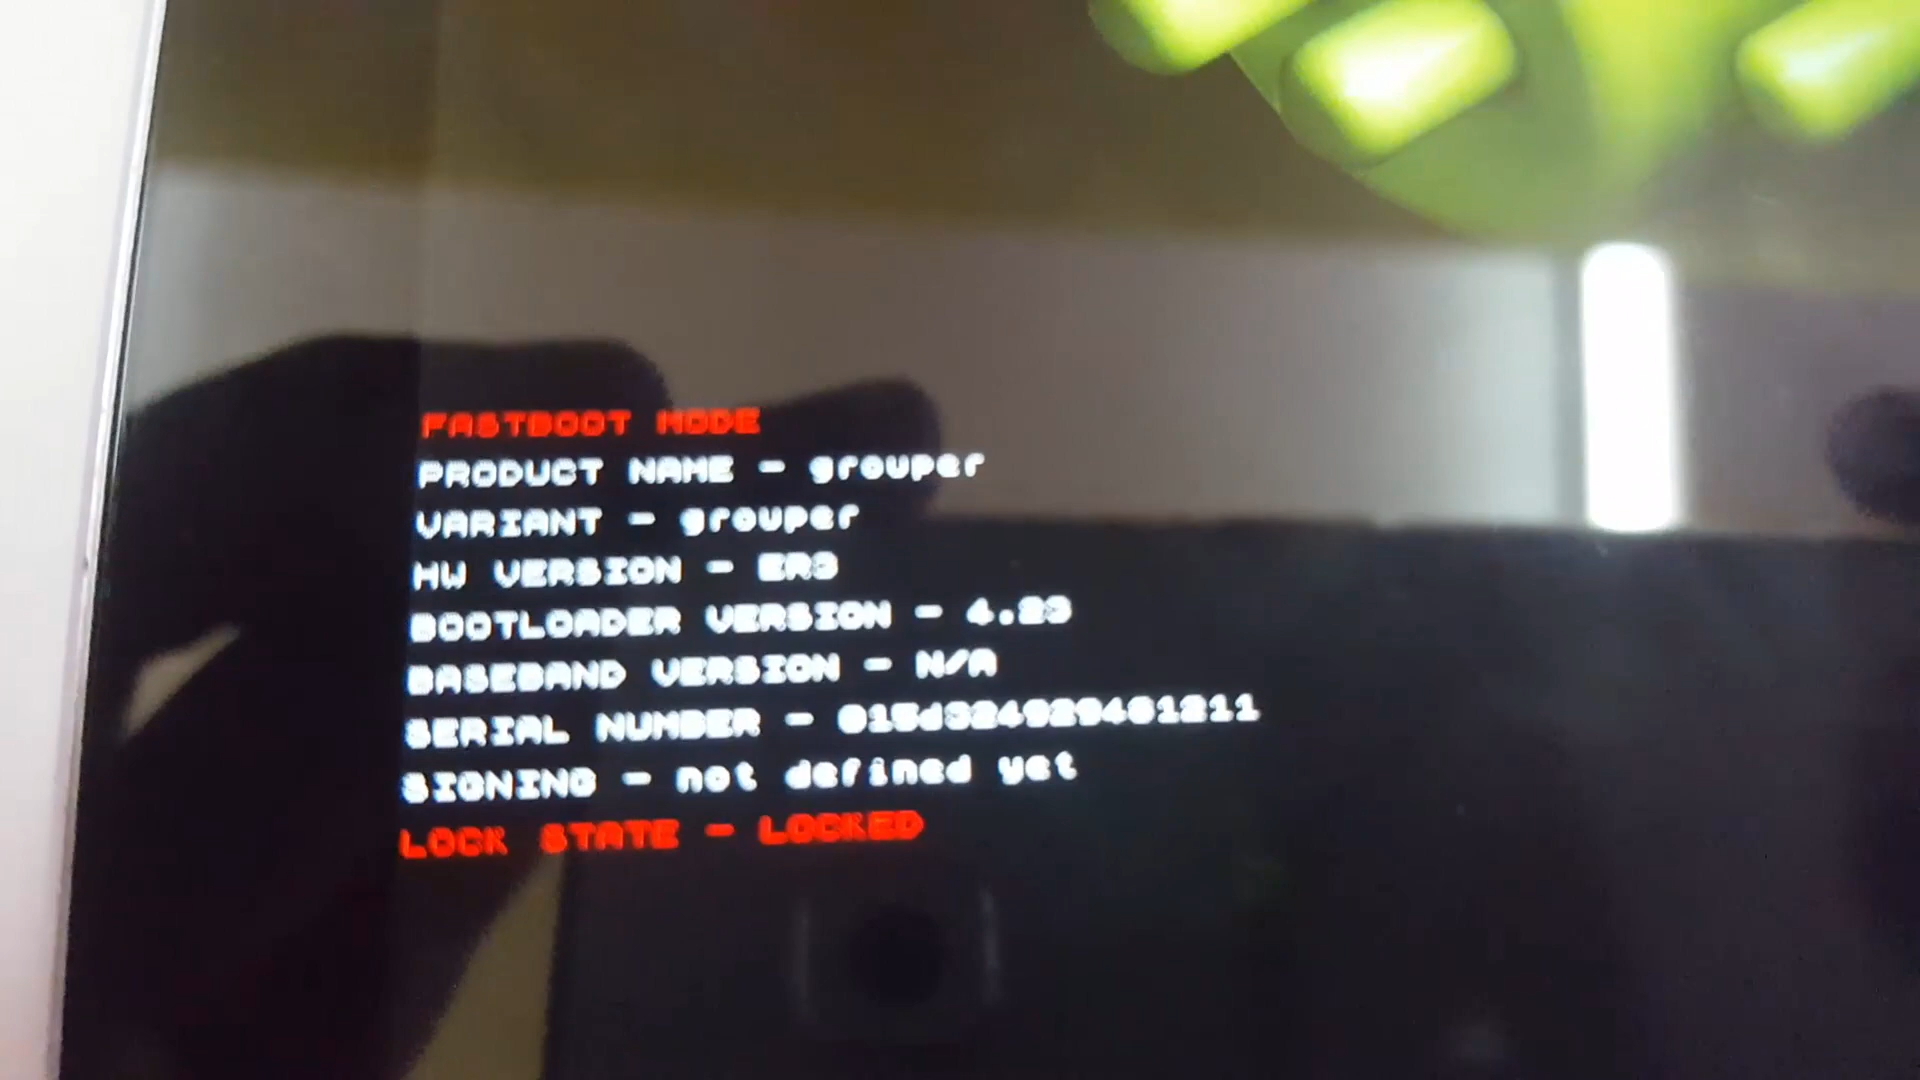 FASTBOOT MODE
PRODUCT NAME - grouper
VARIANT - grouper
HW VERSION - ER3
BOOTLOADER VERSION - 4.23
BASEBAND VERSION - N/A
SERIAL NUMBER -
SIGNING - not defined yet
LOCK STATE - LOCKED